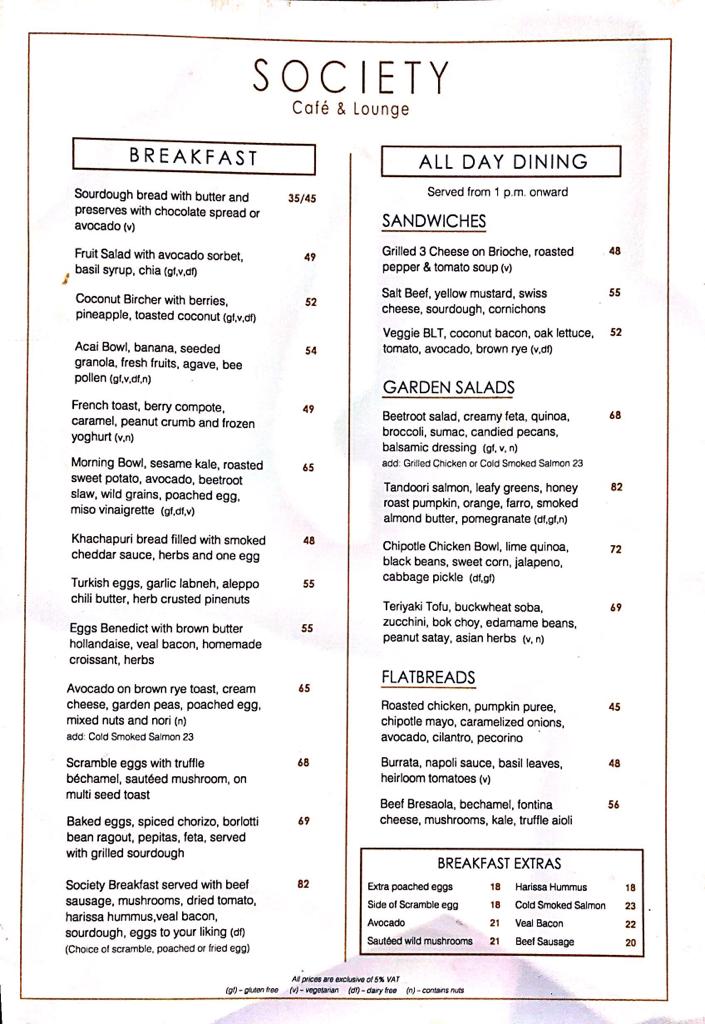 SOCIETY
Café & Lounge
BREAKFAST
Sourdough bread with butter and 35/45
preserves with chocolate spread or
avocado (v)
Fruit Salad with avocado sorbet, 49
basil syrup, chia (gf,v,df)
Coconut Bircher with berries, 52
pineapple, toasted coconut (gf,v,df)
Acai Bowl, banana, seeded 54
granola, fresh fruits, agave, bee
pollen (gf,v,df,n)
French toast, berry compote, 49
caramel, peanut crumb and frozen
yoghurt (v,n)
Morning Bowl, sesame kale, roasted 65
sweet potato, avocado, beetroot
slaw, wild grains, poached egg,
miso vinaigrette (gf,df,v)
Khachapuri bread filled with smoked 48
cheddar sauce, herbs and one egg
Turkish eggs, garlic labneh, aleppo 55
chili butter, herb crusted pinenuts
Eggs Benedict with brown butter 55
hollandaise, veal bacon, homemade
croissant, herbs
Avocado on brown rye toast, cream 65
cheese, garden peas, poached egg,
mixed nuts and nori (n)
add: Cold Smoked Salmon 23
Scramble eggs with truffle 68
béchamel, sautéed mushroom, on
multi seed toast
Baked eggs, spiced chorizo, borlotti 69
bean ragout, pepitas, feta, served
with grilled sourdough
Society Breakfast served with beef 82
sausage, mushrooms, dried tomato,
harissa hummus,veal bacon,
sourdough, eggs to your liking (df)
(Choice of scramble, poached or fried egg)
ALL DAY DINING
Served from 1 p.m. onward
SANDWICHES
Grilled 3 Cheese on Brioche, roasted 48
pepper & tomato soup (v)
Salt Beef, yellow mustard, swiss 55
cheese, sourdough, cornichons
Veggie BLT, coconut bacon, oak lettuce, 52
tomato, avocado, brown rye (v,df)
GARDEN SALADS
Beetroot salad, creamy feta, quinoa, 68
broccoli, sumac, candied pecans,
balsamic dressing (gf, v, n)
add: Grilled Chicken or Cold Smoked Salmon 23
Tandoori salmon, leafy greens, honey 82
roast pumpkin, orange, farro, smoked
almond butter, pomegranate (df,gf,n)
Chipotle Chicken Bowl, lime quinoa, 72
black beans, sweet corn, jalapeno,
cabbage pickle (df,gf)
Teriyaki Tofu, buckwheat soba, 69
zucchini, bok choy, edamame beans,
peanut satay, asian herbs (v, n)
FLATBREADS
Roasted chicken, pumpkin puree, 45
chipotle mayo, caramelized onions,
avocado, cilantro, pecorino
Burrata, napoli sauce, basil leaves, 48
heirloom tomatoes (v)
Beef Bresaola, bechamel, fontina 56
cheese, mushrooms, kale, truffle aioli
BREAKFAST EXTRAS
Extra poached eggs 18 Harissa Hummus 18
Side of Scramble egg 18 Cold Smoked Salmon 23
Avocado 21 Veal Bacon 22
Sautéed wild mushrooms 21 Beef Sausage 20
All prices are exclusive of 5% VAT
(gf) - gluten free (v) - vegetarian (df) - dairy free (n) - contains nuts